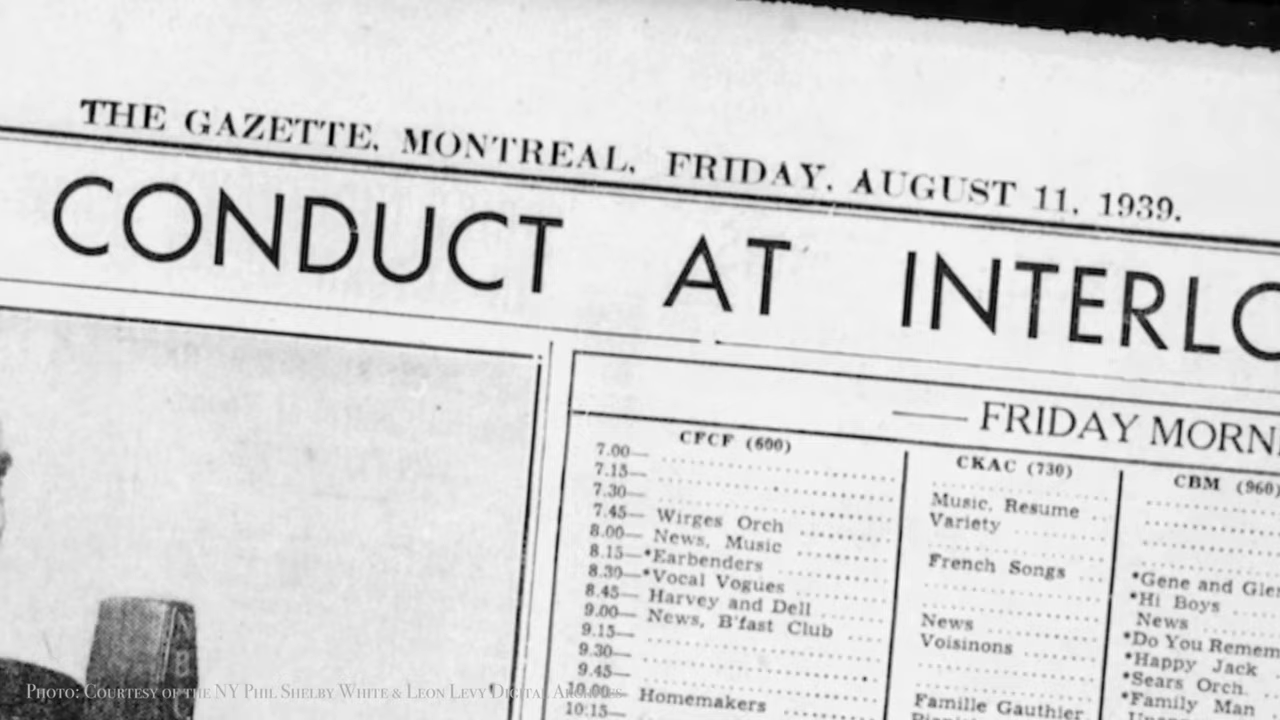 THE GAZETTE, MONTREAL, FRIDAY, AUGUST 11, 1939.
CONDUCT AT INTERLO
FRIDAY MORN
CFCF (600)
7.00—
7.15—
7.30—
7.45— Wirges Orch
8.00— News, Music
8.15—*Earbenders
8.30—*Vocal Vogues
8.45— Harvey and Dell
9.00— News, B'fast Club
9.15—
9.30—
9.45—
10.00— Homemakers
10:15—
CKAC (730)
Music, Resume
Variety
French Songs
News
Voisinons
Famille Gauthier
CBM (960)
*Gene and Glen
*Hi Boys
News
*Do You Remem
*Happy Jack
*Sears Orch.
*Family Man
NBC
Photo: Courtesy of the NY Phil Shelby White & Leon Levy Digital Archives